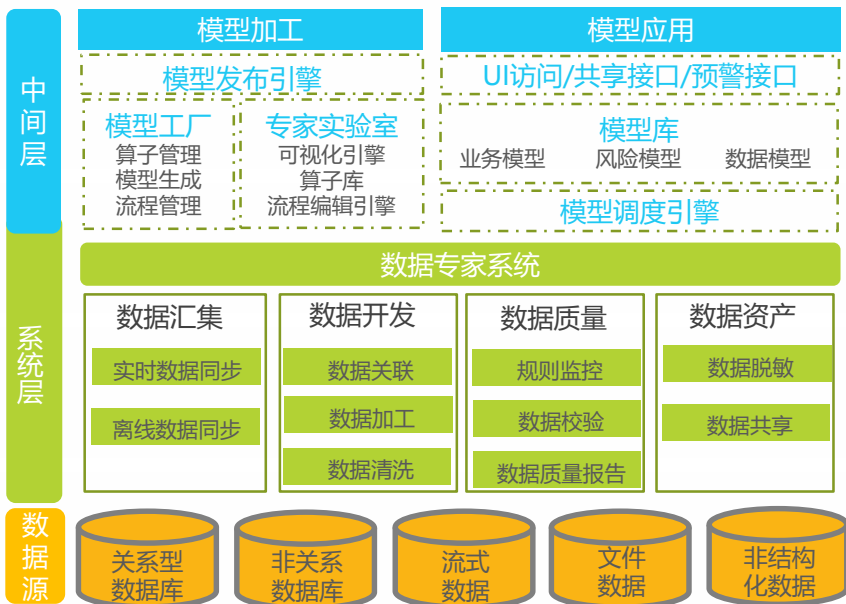 中间层
模型加工
模型应用
模型发布引擎
UI访问/共享接口/预警接口
模型工厂
算子管理
模型生成
流程管理
专家实验室
可视化引擎
算子库
流程编辑引擎
模型库
业务模型 风险模型 数据模型
模型调度引擎
系统层
数据专家系统
数据汇集
实时数据同步
离线数据同步
数据开发
数据关联
数据加工
数据清洗
数据质量
规则监控
数据校验
数据质量报告
数据资产
数据脱敏
数据共享
数据源
关系型
数据库
非关系
数据库
流式
数据
文件
数据
非结构
化数据